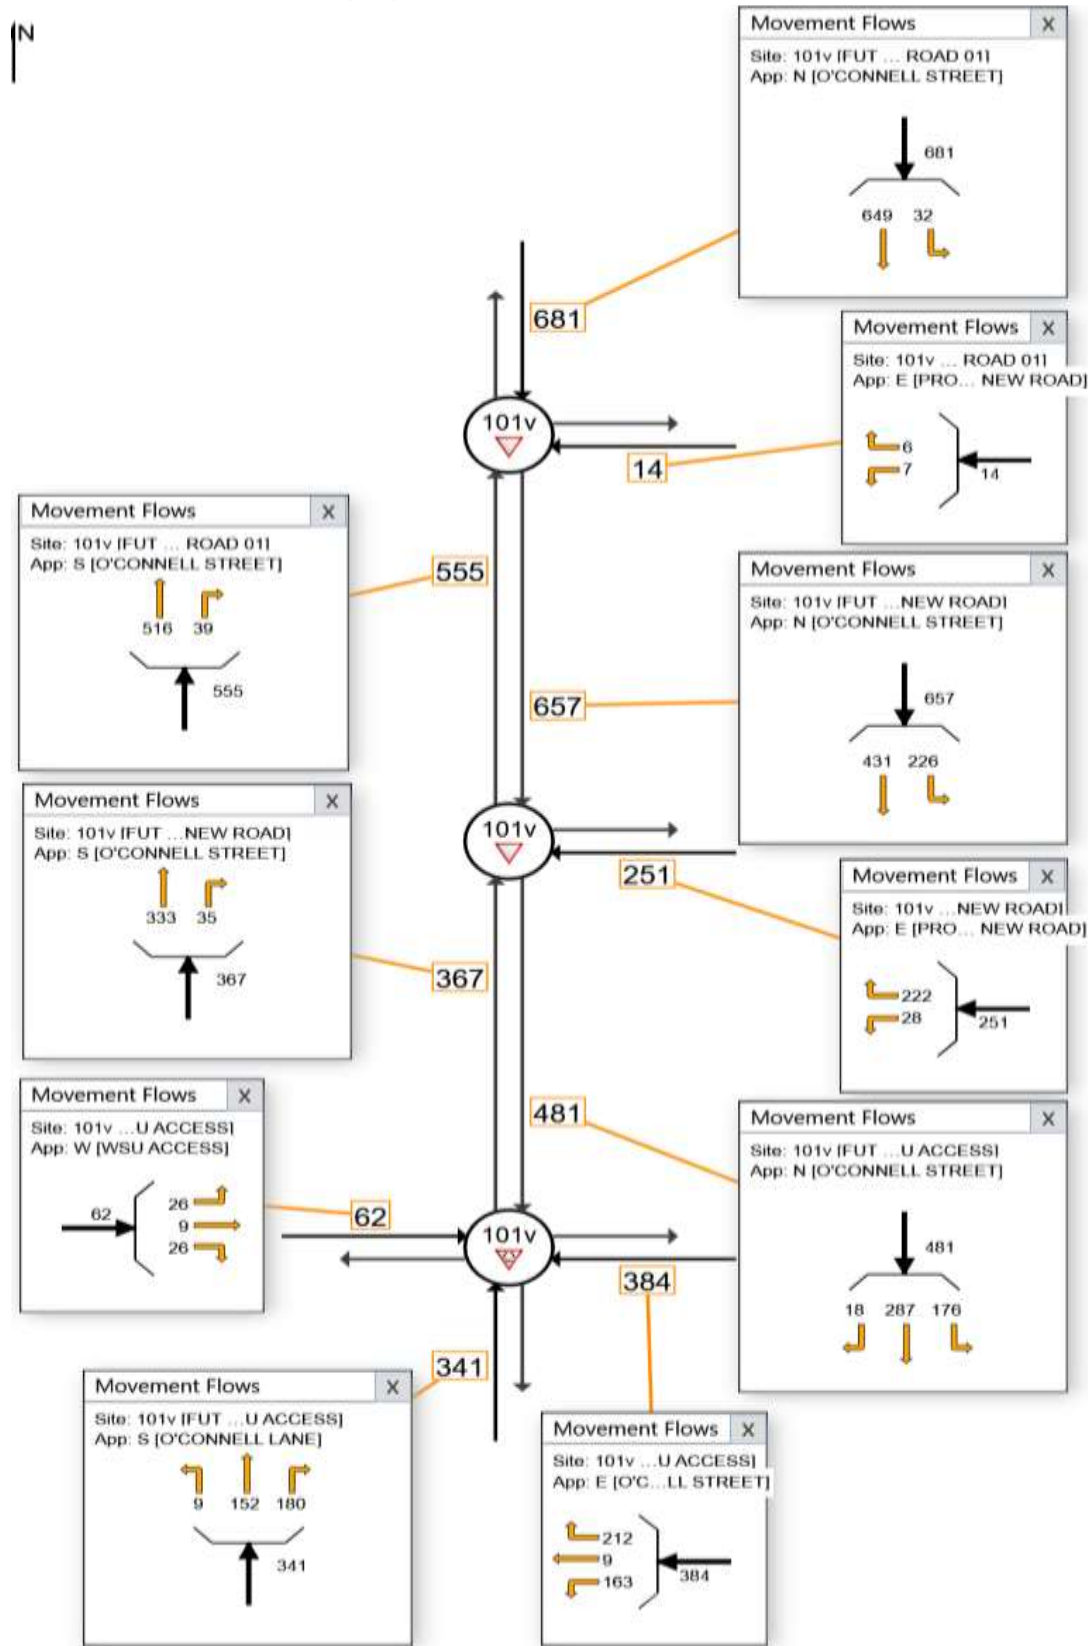 N
Movement Flows X
Site: 101v [FUT ... ROAD 01]
App: N [O'CONNELL STREET]
681
649 32
681
Movement Flows X
Site: 101v ... ROAD 01]
App: E [PRO... NEW ROAD]
6
7
14
101v
14
Movement Flows X
Site: 101v [FUT ... ROAD 01]
App: S [O'CONNELL STREET]
516 39
555
555
Movement Flows X
Site: 101v [FUT ...NEW ROAD]
App: N [O'CONNELL STREET]
657
431 226
657
Movement Flows X
Site: 101v [FUT ...NEW ROAD]
App: S [O'CONNELL STREET]
333 35
367
367
101v
251
Movement Flows X
Site: 101v ...NEW ROAD]
App: E [PRO... NEW ROAD]
222
28
251
Movement Flows X
Site: 101v ...U ACCESS]
App: W [WSU ACCESS]
62
26
9
26
62
481
Movement Flows X
Site: 101v [FUT ...U ACCESS]
App: N [O'CONNELL STREET]
481
18 287 176
101v
384
341
Movement Flows X
Site: 101v [FUT ...U ACCESS]
App: S [O'CONNELL LANE]
9 152 180
341
Movement Flows X
Site: 101v ...U ACCESS]
App: E [O'C...LL STREET]
212
9
163
384